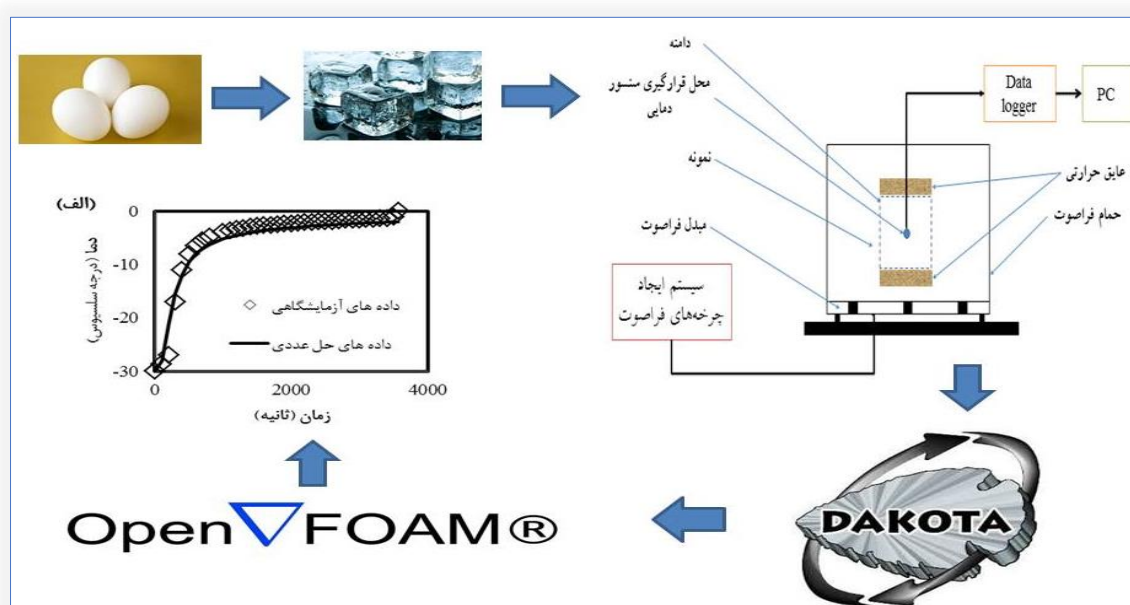 دامنه
محل قرارگیری سنسور
دمایی
نمونه
مبدل فراصوت
سیستم ایجاد
چرخه‌های فراصوت
Data
logger
PC
عایق حرارتی
حمام فراصوت
(الف)
دما (درجه سلسیوس)
0
-10
-20
-30
داده های آزمایشگاهی
داده های حل عددی
0
2000
4000
زمان (ثانیه)
DAKOTA
Open FOAM®